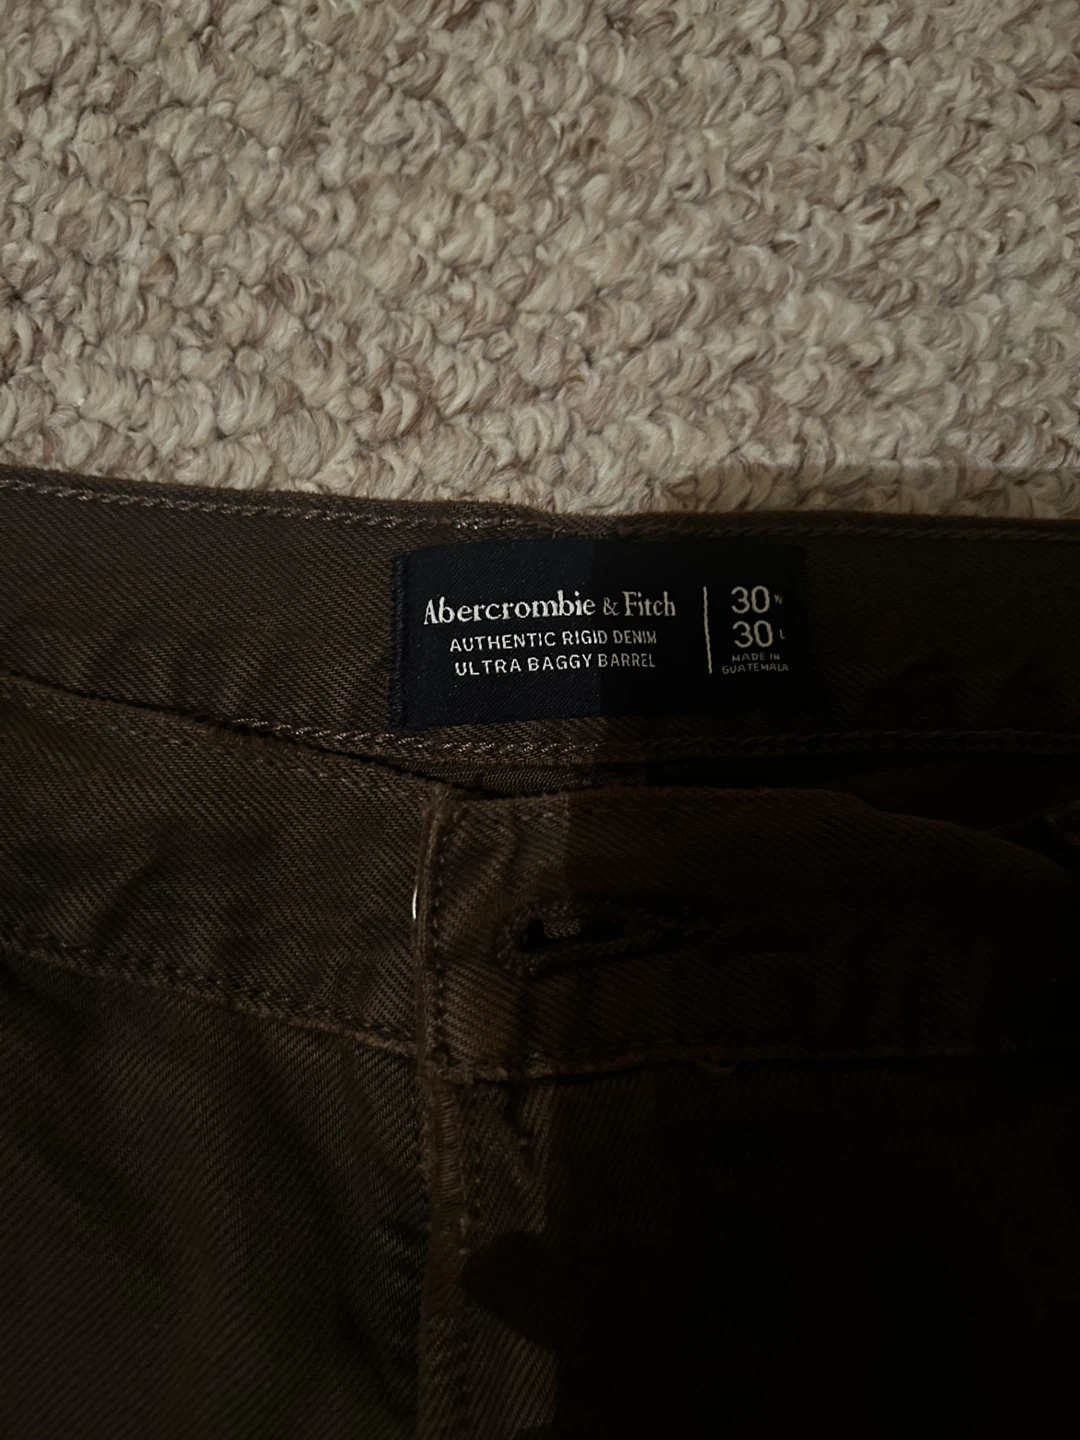 Abercrombie & Fitch
AUTHENTIC RIGID DENIM
ULTRA BAGGY BARREL
30 W
30 L
MADE IN
GUATEMALA